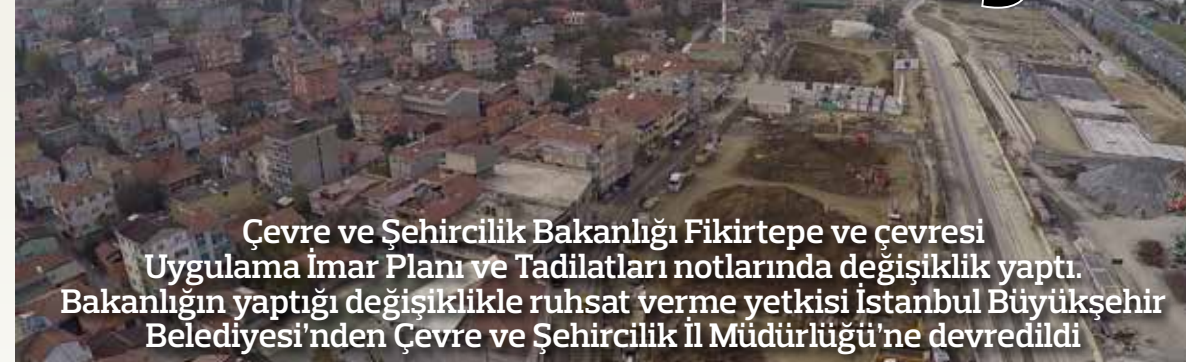 Çevre ve Şehircilik Bakanlığı Fikirtepe ve çevresi
Uygulama İmar Planı ve Tadilatları notlarında değişiklik yaptı.
Bakanlığın yaptığı değişiklikle ruhsat verme yetkisi İstanbul Büyükşehir
Belediyesi’nden Çevre ve Şehircilik İl Müdürlüğü’ne devredildi